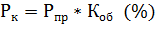 Рк = Рпр * Коб (%)